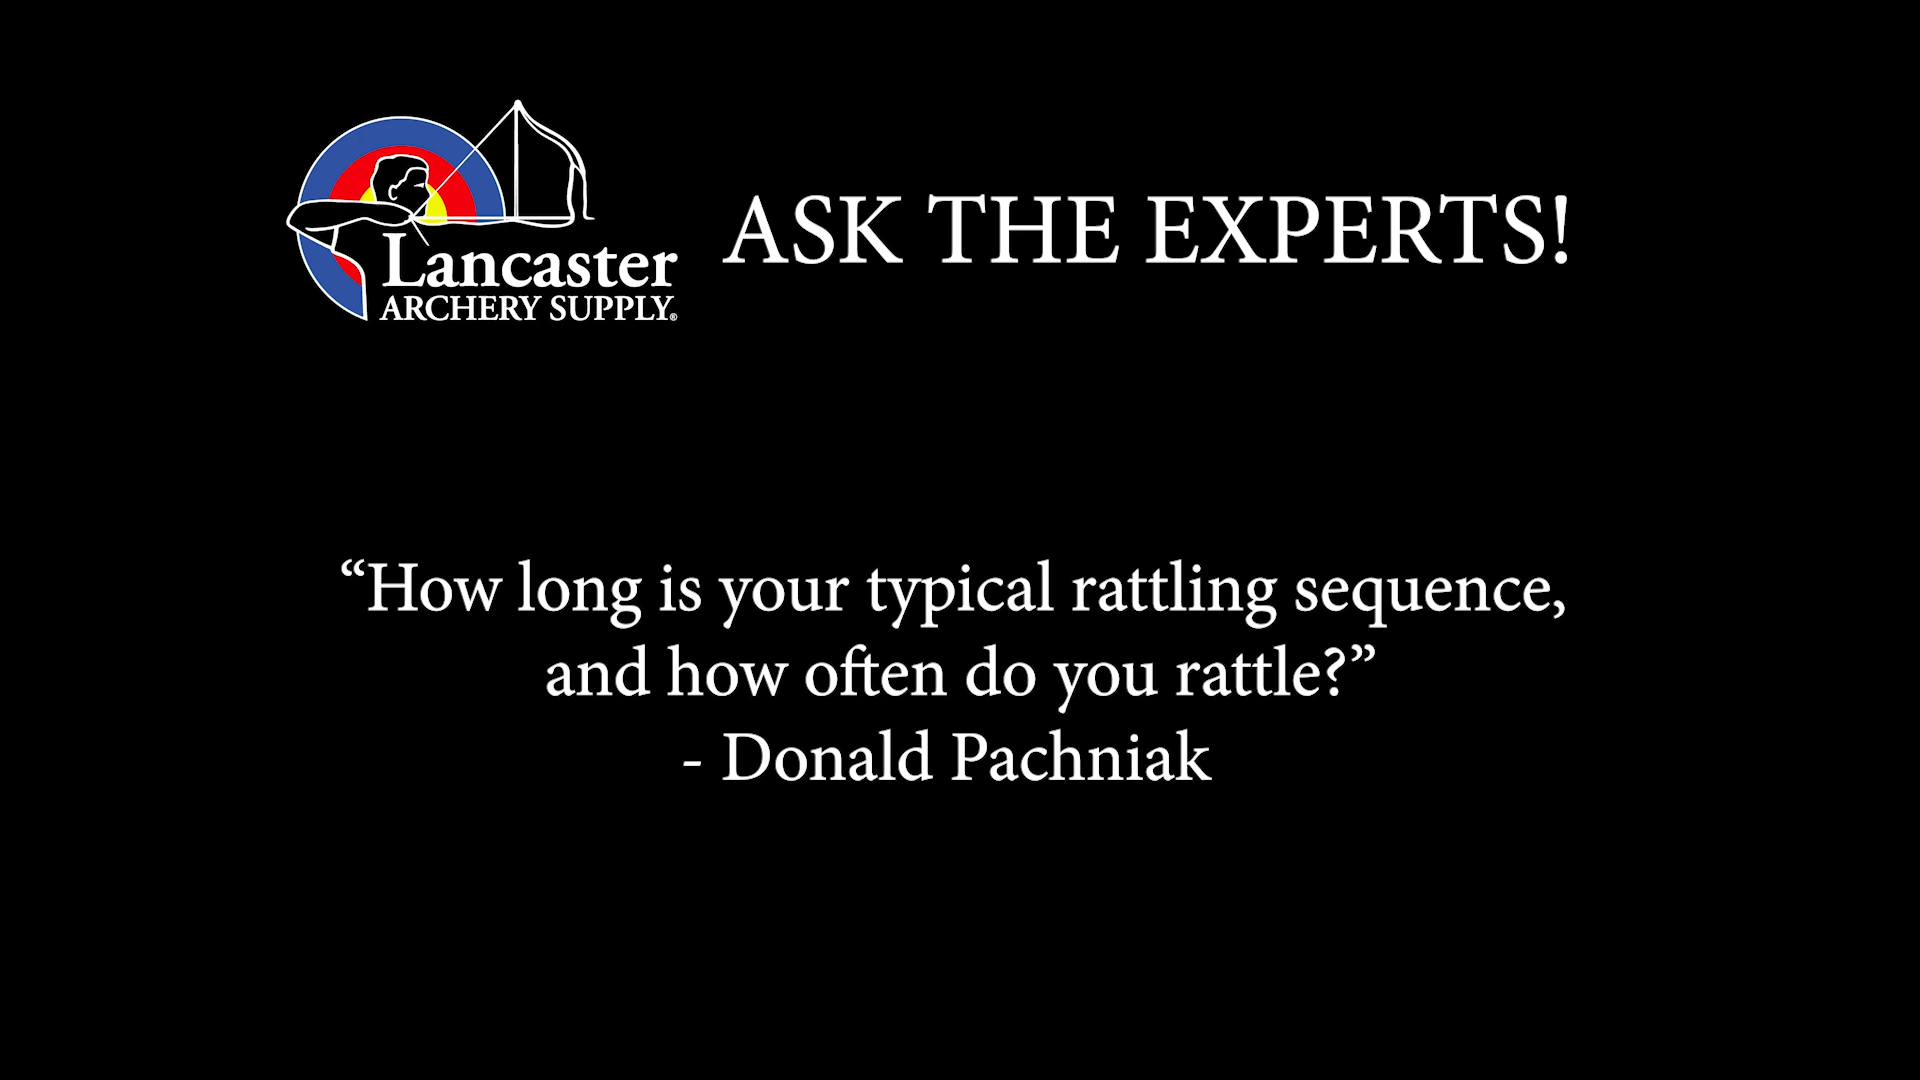 Lancaster
ARCHERY SUPPLY®
ASK THE EXPERTS!
“How long is your typical rattling sequence,
and how often do you rattle?”
- Donald Pachniak